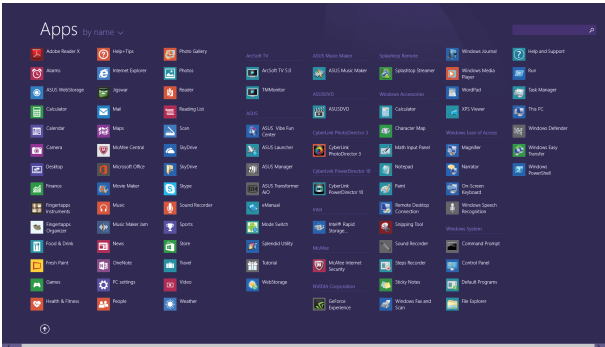 Apps by name
Adobe Reader X
Alarms
ASUS WebStorage
Calculator
Calendar
Camera
Desktop
Finance
Fingertapps
Instruments
Fingertapps
Organizer
Food & Drink
Fresh Paint
Games
Health & Fitness
Help+Tips
Internet Explorer
Jigswar
Mail
Maps
McAfee Central
Microsoft Office
Movie Maker
Music
Music Maker Jam
News
OneNote
PC settings
People
Photo Gallery
Photos
Reader
Reading List
Scan
SkyDrive
SkyDrive
Skype
Sound Recorder
Sports
Store
Travel
Video
Weather
ArcSoft TV
ArcSoft TV 5.0
TMMonitor
ASUS
ASUS Vibe Fun
Center
ASUS Launcher
ASUS Manager
ASUS Transformer
AiO
eManual
Mode Switch
Splendid Utility
Tutorial
WebStorage
ASUS Music Maker
ASUS Music Maker
ASUSDVD
ASUSDVD
CyberLink PhotoDirector 3
CyberLink
PhotoDirector 3
CyberLink PowerDirector 10
CyberLink
PowerDirector 10
Intel
Intel® Rapid
Storage...
McAfee
McAfee Internet
Security
NVIDIA Corporation
GeForce
Experience
Splashtop Remote
Splashtop Streamer
Windows Accessories
Calculator
Character Map
Math Input Panel
Notepad
Paint
Remote Desktop
Connection
Snipping Tool
Sound Recorder
Steps Recorder
Sticky Notes
Windows Fax and
Scan
Windows Journal
Windows Media
Player
WordPad
XPS Viewer
Windows Ease of Access
Magnifier
Narrator
On-Screen
Keyboard
Windows Speech
Recognition
Windows System
Command Prompt
Control Panel
Default Programs
File Explorer
Help and Support
Run
Task Manager
This PC
Windows Defender
Windows Easy
Transfer
Windows
PowerShell